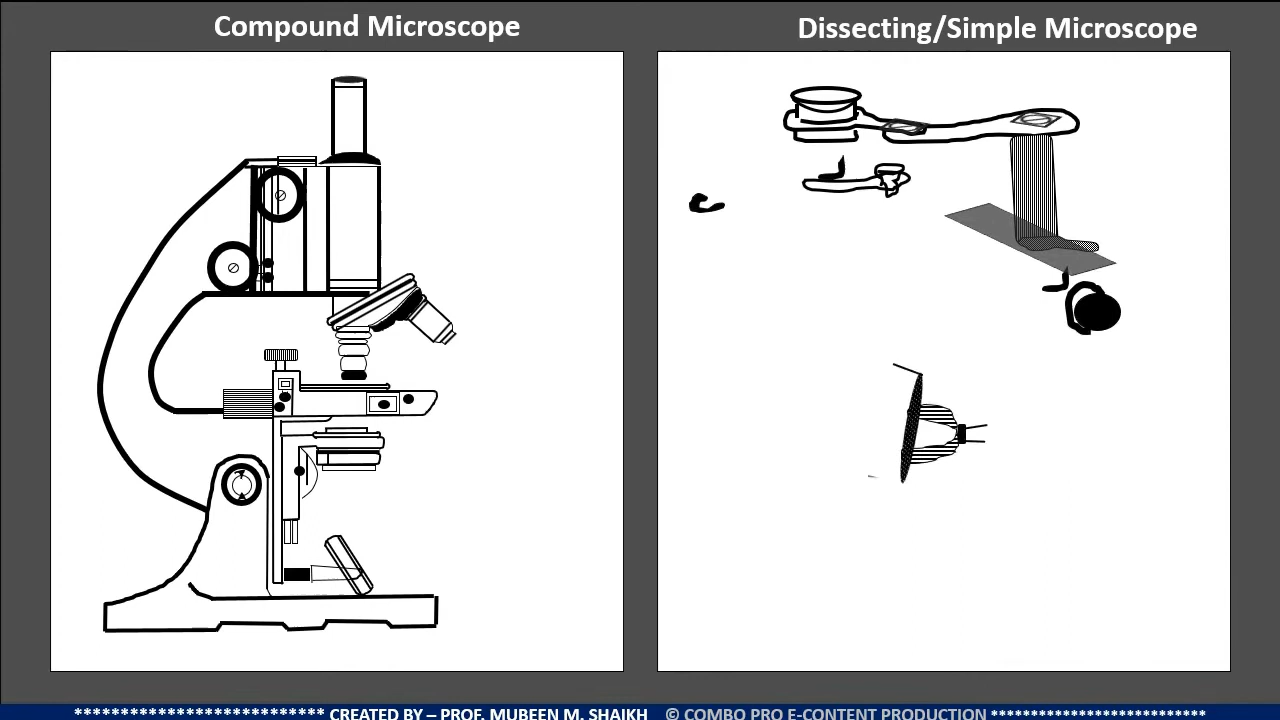 Compound Microscope
Dissecting/Simple Microscope
*************************** CREATED BY – PROF. MUBEEN M. SHAIKH © COMBO PRO E-CONTENT PRODUCTION **************************